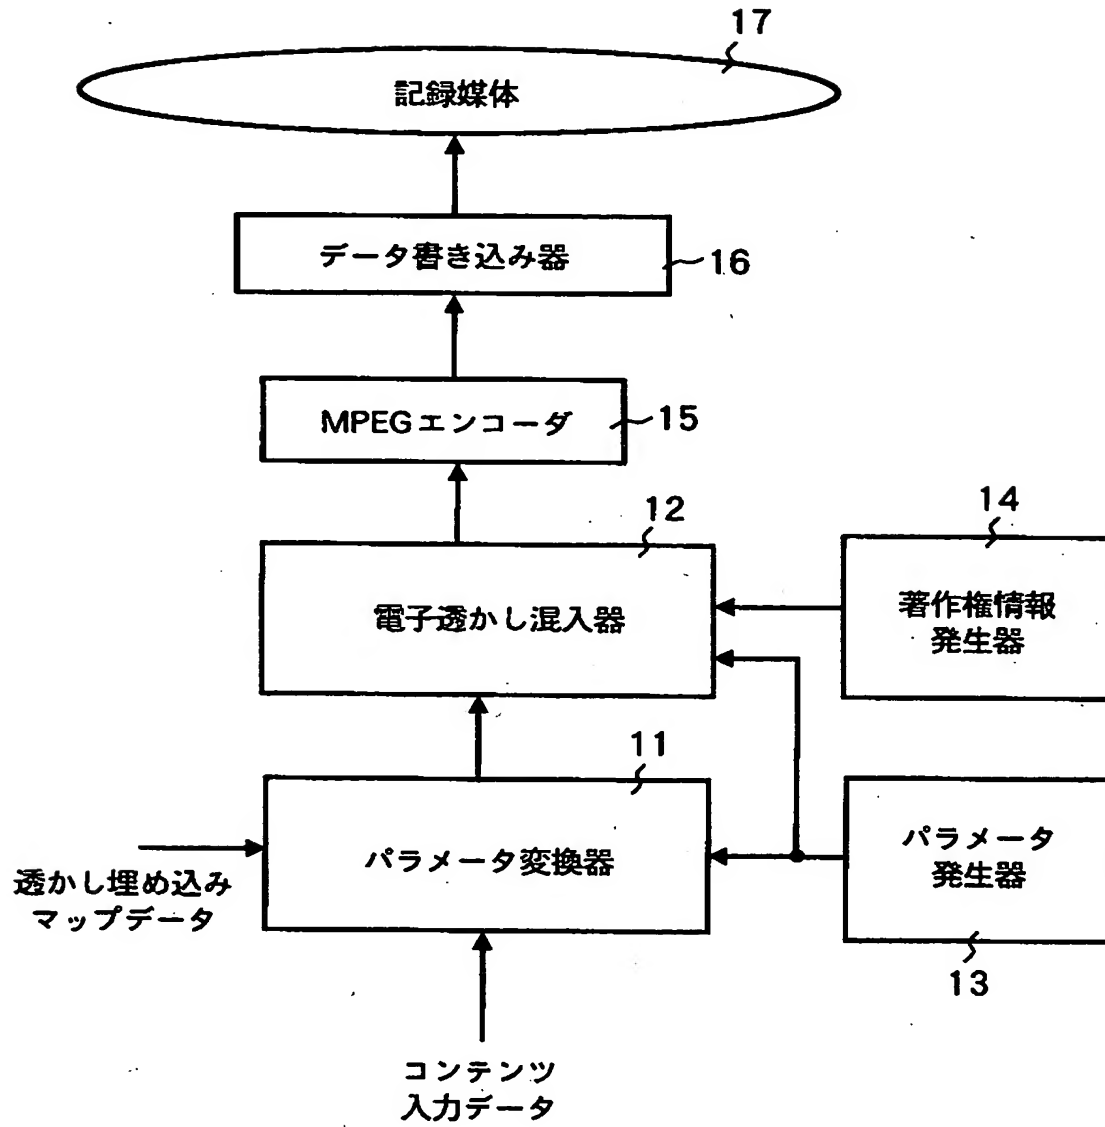 17
記録媒体
データ書き込み器
16
MPEGエンコーダ
15
12
14
電子透かし混入器
著作権情報
発生器
11
パラメータ変換器
パラメータ
発生器
透かし埋め込み
マップデータ
13
コンテンツ
入力データ